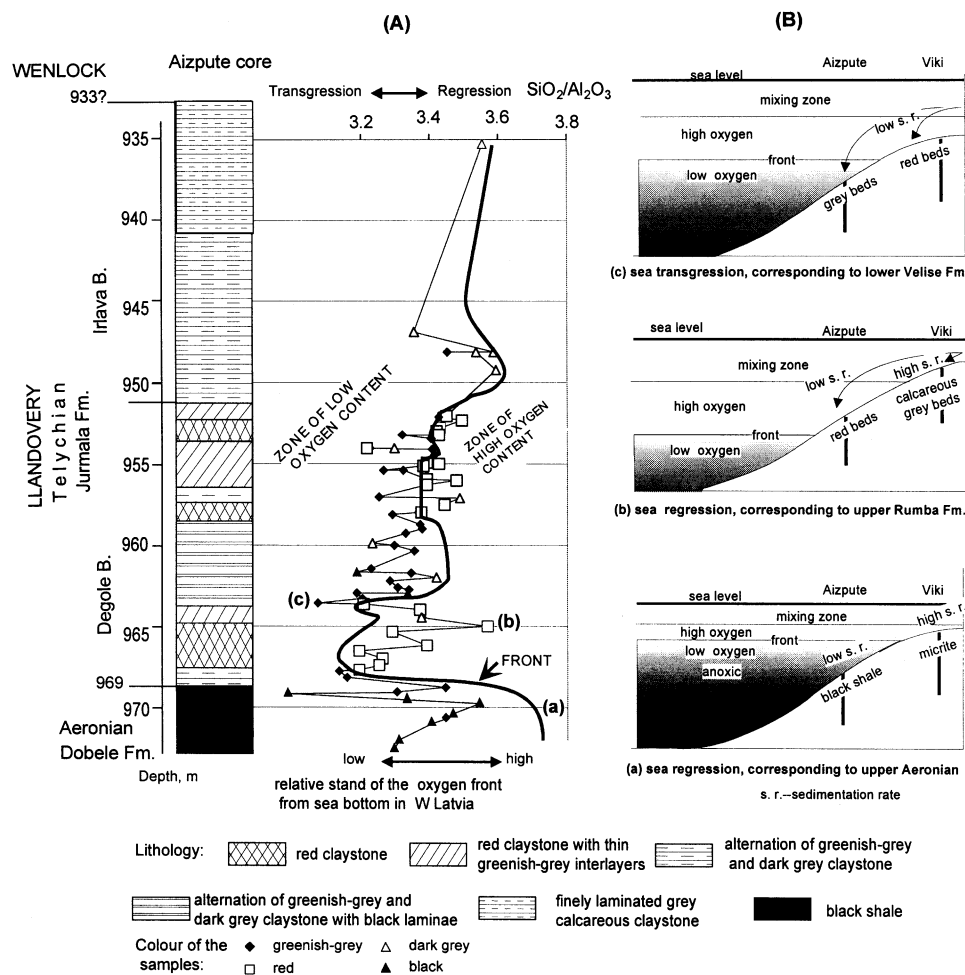 (A)
(B)
WENLOCK
Aizpute core
933?
935
940
945
950
955
960
965
969
970
Irlava B.
LLANDOVERY
Telychian
Jurmala Fm.
Degole B.
Aeronian
Dobele Fm.
Depth, m
Transgression
Regression
SiO2/Al2O3
3.2
3.4
3.6
3.8
ZONE OF LOW
OXYGEN CONTENT
ZONE OF
HIGH OXYGEN
CONTENT
(c)
(b)
FRONT
(a)
low
high
relative stand of the oxygen front
from sea bottom in W Latvia
Aizpute
Viki
sea level
mixing zone
high oxygen
low s. r.
front
low oxygen
red beds
grey beds
(c) sea transgression, corresponding to lower Velise Fm.
Aizpute
Viki
sea level
mixing zone
low s. r.
high s. r.
high oxygen
calcareous
grey beds
red beds
front
low oxygen
(b) sea regression, corresponding to upper Rumba Fm.
Aizpute
Viki
sea level
mixing zone
high s. r.
high oxygen
front
low oxygen
low s. r.
anoxic
micrite
black shale
(a) sea regression, corresponding to upper Aeronian
s. r.--sedimentation rate
Lithology:
red claystone
red claystone with thin
greenish-grey interlayers
alternation of greenish-grey
and dark grey claystone
alternation of greenish-grey and
dark grey claystone with black laminae
finely laminated grey
calcareous claystone
black shale
Colour of the
samples:
greenish-grey
dark grey
red
black